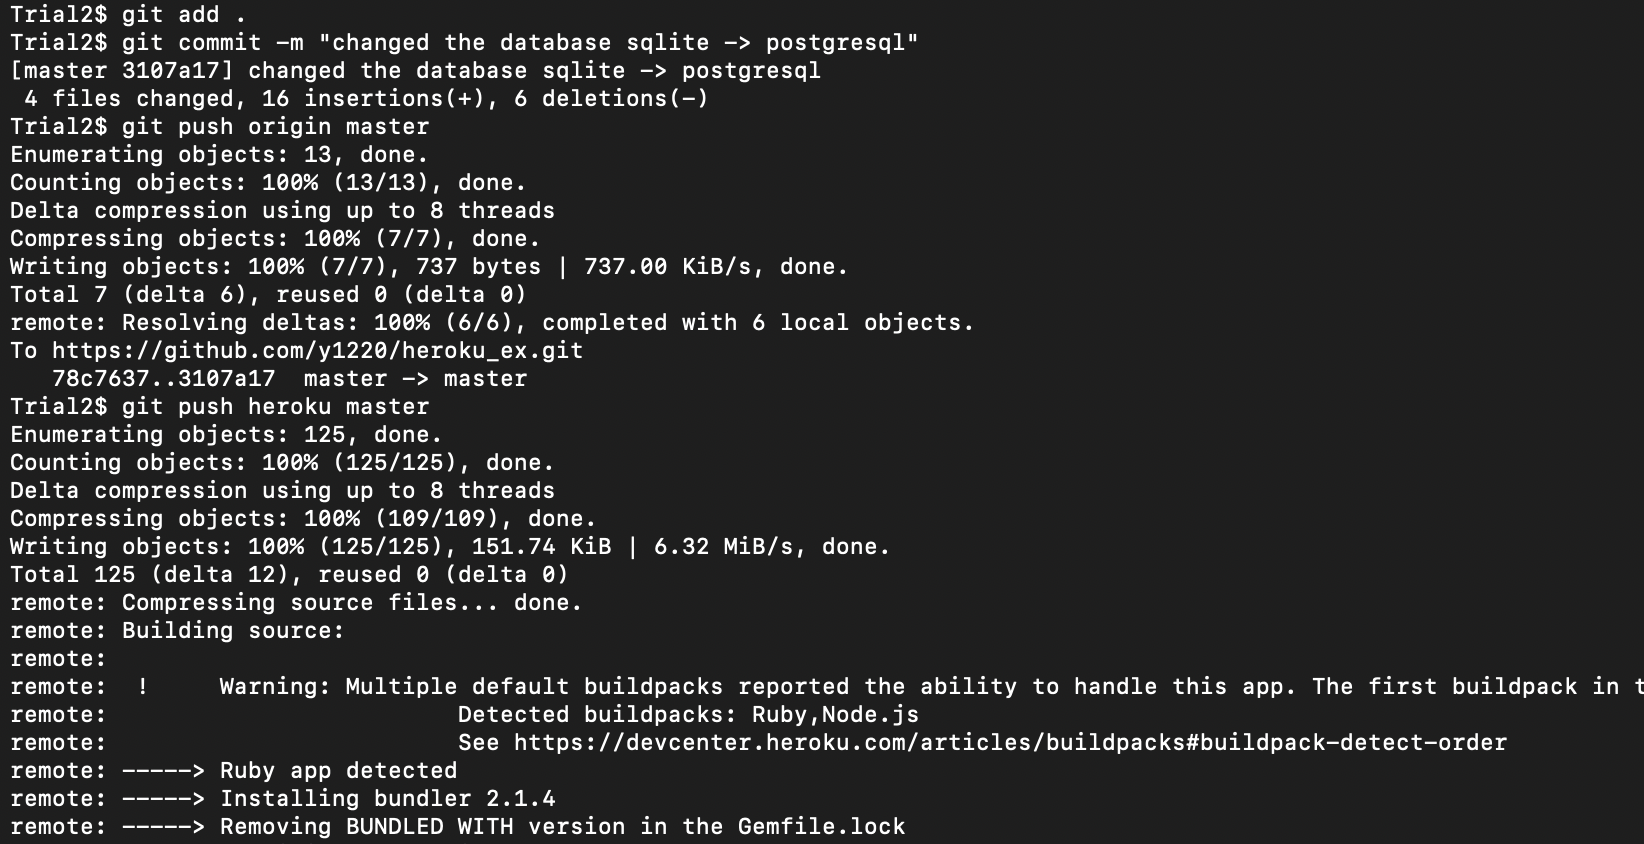 Trial2$ git add .
Trial2$ git commit -m "changed the database sqlite -> postgresql"
[master 3107a17] changed the database sqlite -> postgresql
 4 files changed, 16 insertions(+), 6 deletions(-)
Trial2$ git push origin master
Enumerating objects: 13, done.
Counting objects: 100% (13/13), done.
Delta compression using up to 8 threads
Compressing objects: 100% (7/7), done.
Writing objects: 100% (7/7), 737 bytes | 737.00 KiB/s, done.
Total 7 (delta 6), reused 0 (delta 0)
remote: Resolving deltas: 100% (6/6), completed with 6 local objects.
To https://github.com/y1220/heroku_ex.git
   78c7637..3107a17  master -> master
Trial2$ git push heroku master
Enumerating objects: 125, done.
Counting objects: 100% (125/125), done.
Delta compression using up to 8 threads
Compressing objects: 100% (109/109), done.
Writing objects: 100% (125/125), 151.74 KiB | 6.32 MiB/s, done.
Total 125 (delta 12), reused 0 (delta 0)
remote: Compressing source files... done.
remote: Building source:
remote:
remote:  !     Warning: Multiple default buildpacks reported the ability to handle this app. The first buildpack in
remote:                         Detected buildpacks: Ruby,Node.js
remote:                         See https://devcenter.heroku.com/articles/buildpacks#buildpack-detect-order
remote: -----> Ruby app detected
remote: -----> Installing bundler 2.1.4
remote: -----> Removing BUNDLED WITH version in the Gemfile.lock